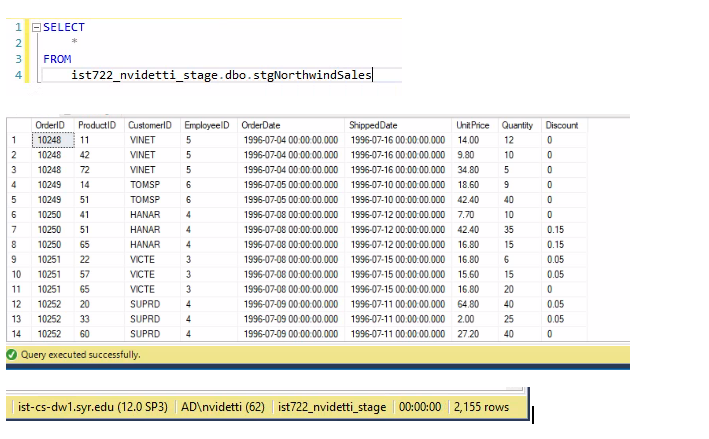 1 SELECT
2 *
3 FROM
4 ist722_nvidetti_stage.dbo.stgNorthwindSales
OrderID ProductID CustomerID EmployeeID OrderDate ShippedDate UnitPrice Quantity Discount
1 10248 11 VINET 5 1996-07-04 00:00:00.000 1996-07-16 00:00:00.000 14.00 12 0
2 10248 42 VINET 5 1996-07-04 00:00:00.000 1996-07-16 00:00:00.000 9.80 10 0
3 10248 72 VINET 5 1996-07-04 00:00:00.000 1996-07-16 00:00:00.000 34.80 5 0
4 10249 14 TOMSP 6 1996-07-05 00:00:00.000 1996-07-10 00:00:00.000 18.60 9 0
5 10249 51 TOMSP 6 1996-07-05 00:00:00.000 1996-07-10 00:00:00.000 42.40 40 0
6 10250 41 HANAR 4 1996-07-08 00:00:00.000 1996-07-12 00:00:00.000 7.70 10 0
7 10250 51 HANAR 4 1996-07-08 00:00:00.000 1996-07-12 00:00:00.000 42.40 35 0.15
8 10250 65 HANAR 4 1996-07-08 00:00:00.000 1996-07-12 00:00:00.000 16.80 15 0.15
9 10251 22 VICTE 3 1996-07-08 00:00:00.000 1996-07-15 00:00:00.000 16.80 6 0.05
10 10251 57 VICTE 3 1996-07-08 00:00:00.000 1996-07-15 00:00:00.000 15.60 15 0.05
11 10251 65 VICTE 3 1996-07-08 00:00:00.000 1996-07-15 00:00:00.000 16.80 20 0
12 10252 20 SUPRD 4 1996-07-09 00:00:00.000 1996-07-11 00:00:00.000 64.80 40 0.05
13 10252 33 SUPRD 4 1996-07-09 00:00:00.000 1996-07-11 00:00:00.000 2.00 25 0.05
14 10252 60 SUPRD 4 1996-07-09 00:00:00.000 1996-07-11 00:00:00.000 27.20 40 0
Query executed successfully.
ist-cs-dw1.syr.edu (12.0 SP3) AD\nvidetti (62) ist722_nvidetti_stage 00:00:00 2,155 rows